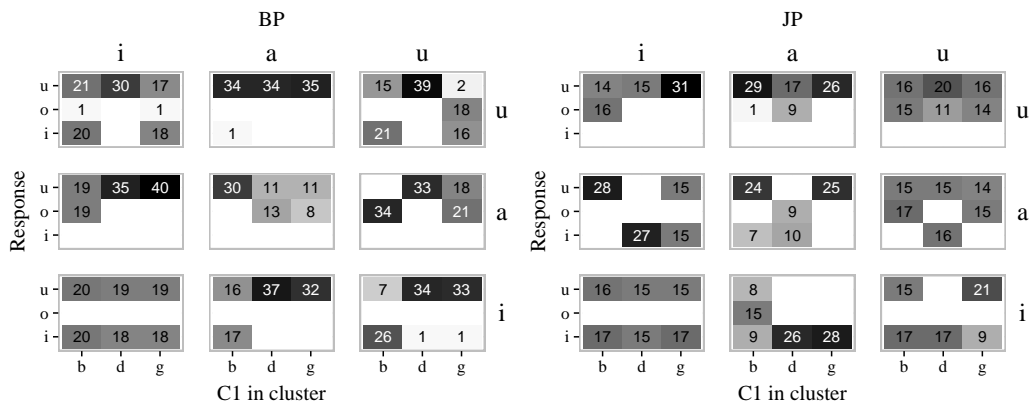 BP JP
i a u i a u
u 21 30 17 34 34 35 15 39 2 u 14 15 31 29 17 26 16 20 16 u
o 1 1 18 16 1 9 15 11 14
i 20 18 1 21 16 i
u 19 35 40 30 11 11 33 18 a u 28 15 24 25 15 15 14 a
o 19 13 8 34 21 o 9 17 15
i i 27 15 7 10 16
u 20 19 19 16 37 32 7 34 33 i u 16 15 15 8 15 21 i
o o 15
i 20 18 18 17 26 1 1 i 17 15 17 9 26 28 17 17 9
b d g b d g b d g b d g b d g b d g
C1 in cluster C1 in cluster
Response Response